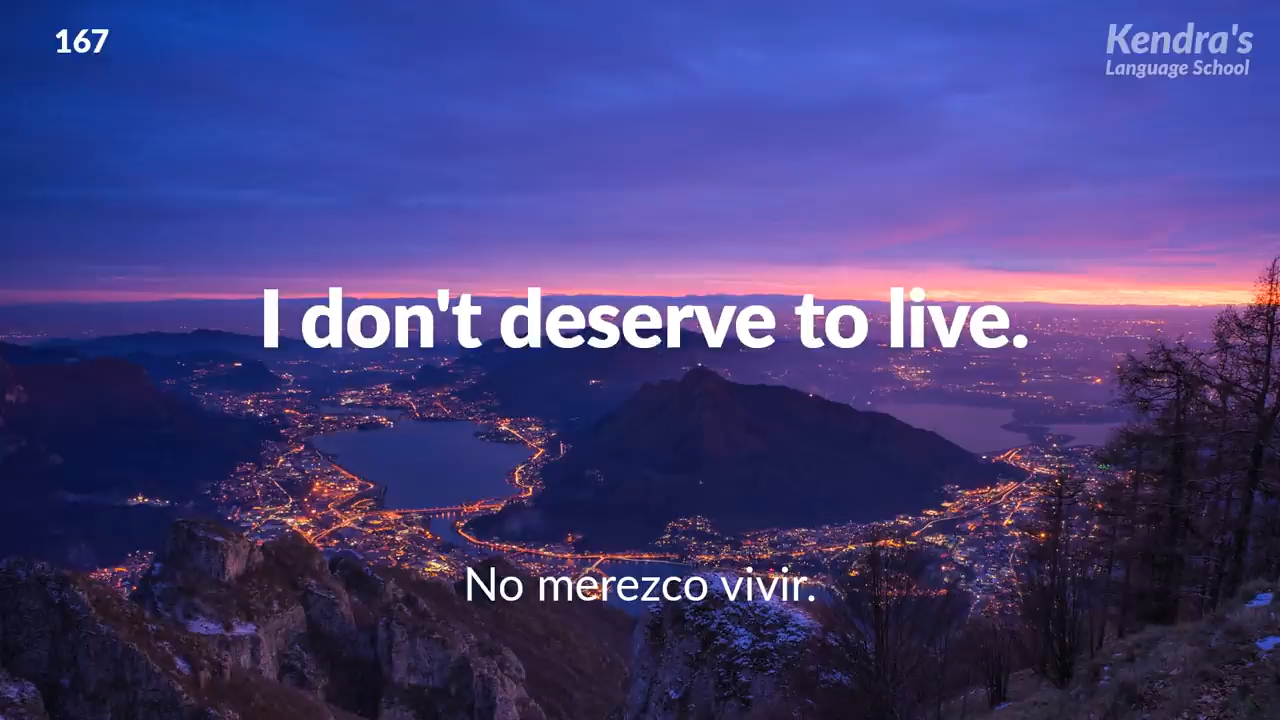 167
Kendra's
Language School
I don't deserve to live.
No merezco vivir.